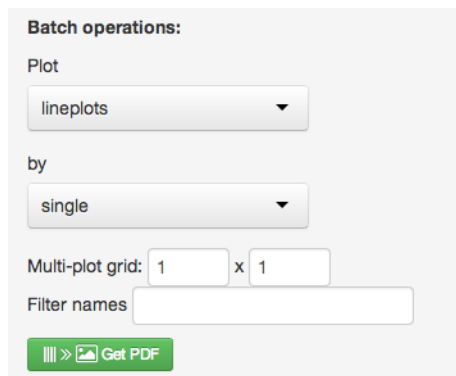 Batch operations:
Plot
lineplots
by
single
Multi-plot grid: 1 x 1
Filter names
Get PDF